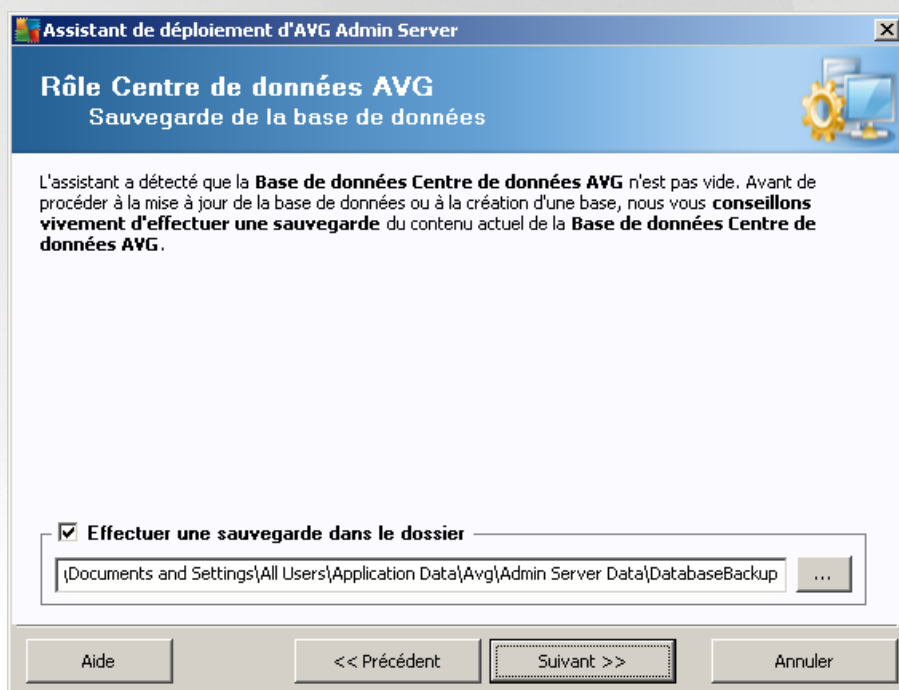 Assistant de déploiement d'AVG Admin Server
Rôle Centre de données AVG
Sauvegarde de la base de données
L'assistant a détecté que la Base de données Centre de données AVG n'est pas vide. Avant de
procéder à la mise à jour de la base de données ou à la création d'une base, nous vous conseillons
vivement d'effectuer une sauvegarde du contenu actuel de la Base de données Centre de
données AVG.
Effectuer une sauvegarde dans le dossier
\Documents and Settings\All Users\Application Data\Avg\Admin Server Data\DatabaseBackup
...
Aide
<< Précédent
Suivant >>
Annuler